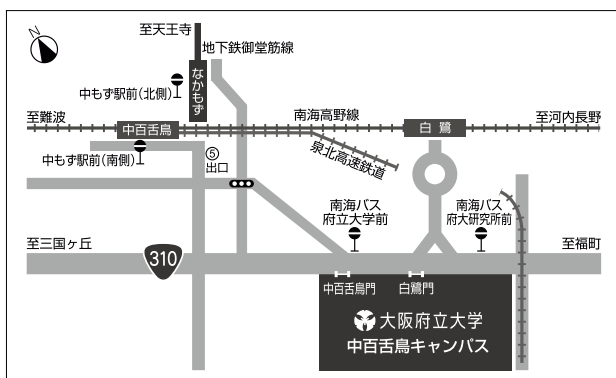 至天王寺
地下鉄御堂筋線
なかもず
中もず駅前(北側)
至難波
中百舌鳥
南海高野線
白鷺
至河内長野
中もず駅前(南側)
⑤
出口
泉北高速鉄道
南海バス
府立大学前
南海バス
府大研究所前
至三国ヶ丘
310
至福町
中百舌鳥門
白鷺門
大阪府立大学
中百舌鳥キャンパス